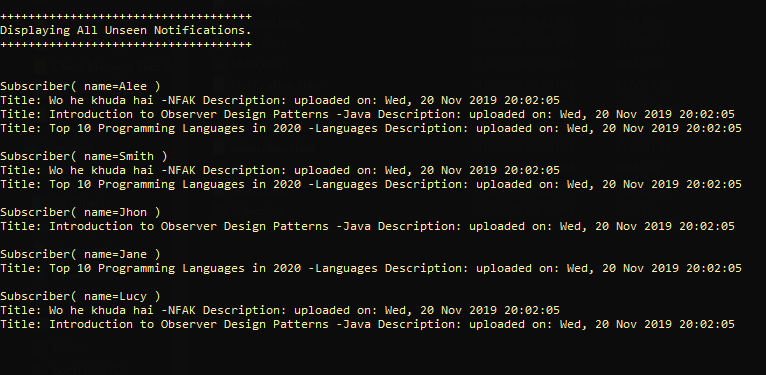 ++++++++++++++++++++++++++++++++++++
Displaying All Unseen Notifications.
++++++++++++++++++++++++++++++++++++
Subscriber( name=Alee )
Title: Wo he khuda hai -NFAK Description: uploaded on: Wed, 20 Nov 2019 20:02:05
Title: Introduction to Observer Design Patterns -Java Description: uploaded on: Wed, 20 Nov 2019 20:02:05
Title: Top 10 Programming Languages in 2020 -Languages Description: uploaded on: Wed, 20 Nov 2019 20:02:05
Subscriber( name=Smith )
Title: Wo he khuda hai -NFAK Description: uploaded on: Wed, 20 Nov 2019 20:02:05
Title: Top 10 Programming Languages in 2020 -Languages Description: uploaded on: Wed, 20 Nov 2019 20:02:05
Subscriber( name=Jhon )
Title: Introduction to Observer Design Patterns -Java Description: uploaded on: Wed, 20 Nov 2019 20:02:05
Subscriber( name=Jane )
Title: Top 10 Programming Languages in 2020 -Languages Description: uploaded on: Wed, 20 Nov 2019 20:02:05
Subscriber( name=Lucy )
Title: Wo he khuda hai -NFAK Description: uploaded on: Wed, 20 Nov 2019 20:02:05
Title: Introduction to Observer Design Patterns -Java Description: uploaded on: Wed, 20 Nov 2019 20:02:05